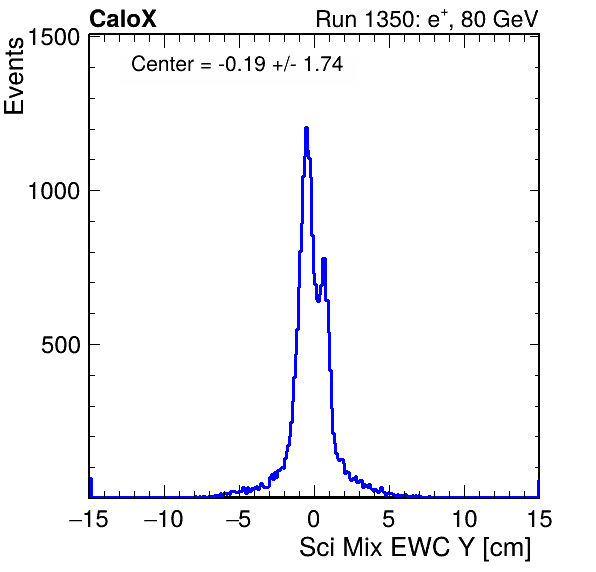 CaloX Run 1350: e⁺, 80 GeV
Events
1500
Center = -0.19 +/- 1.74
1000
500
−15 −10 −5 0 5 10 15
Sci Mix EWC Y [cm]